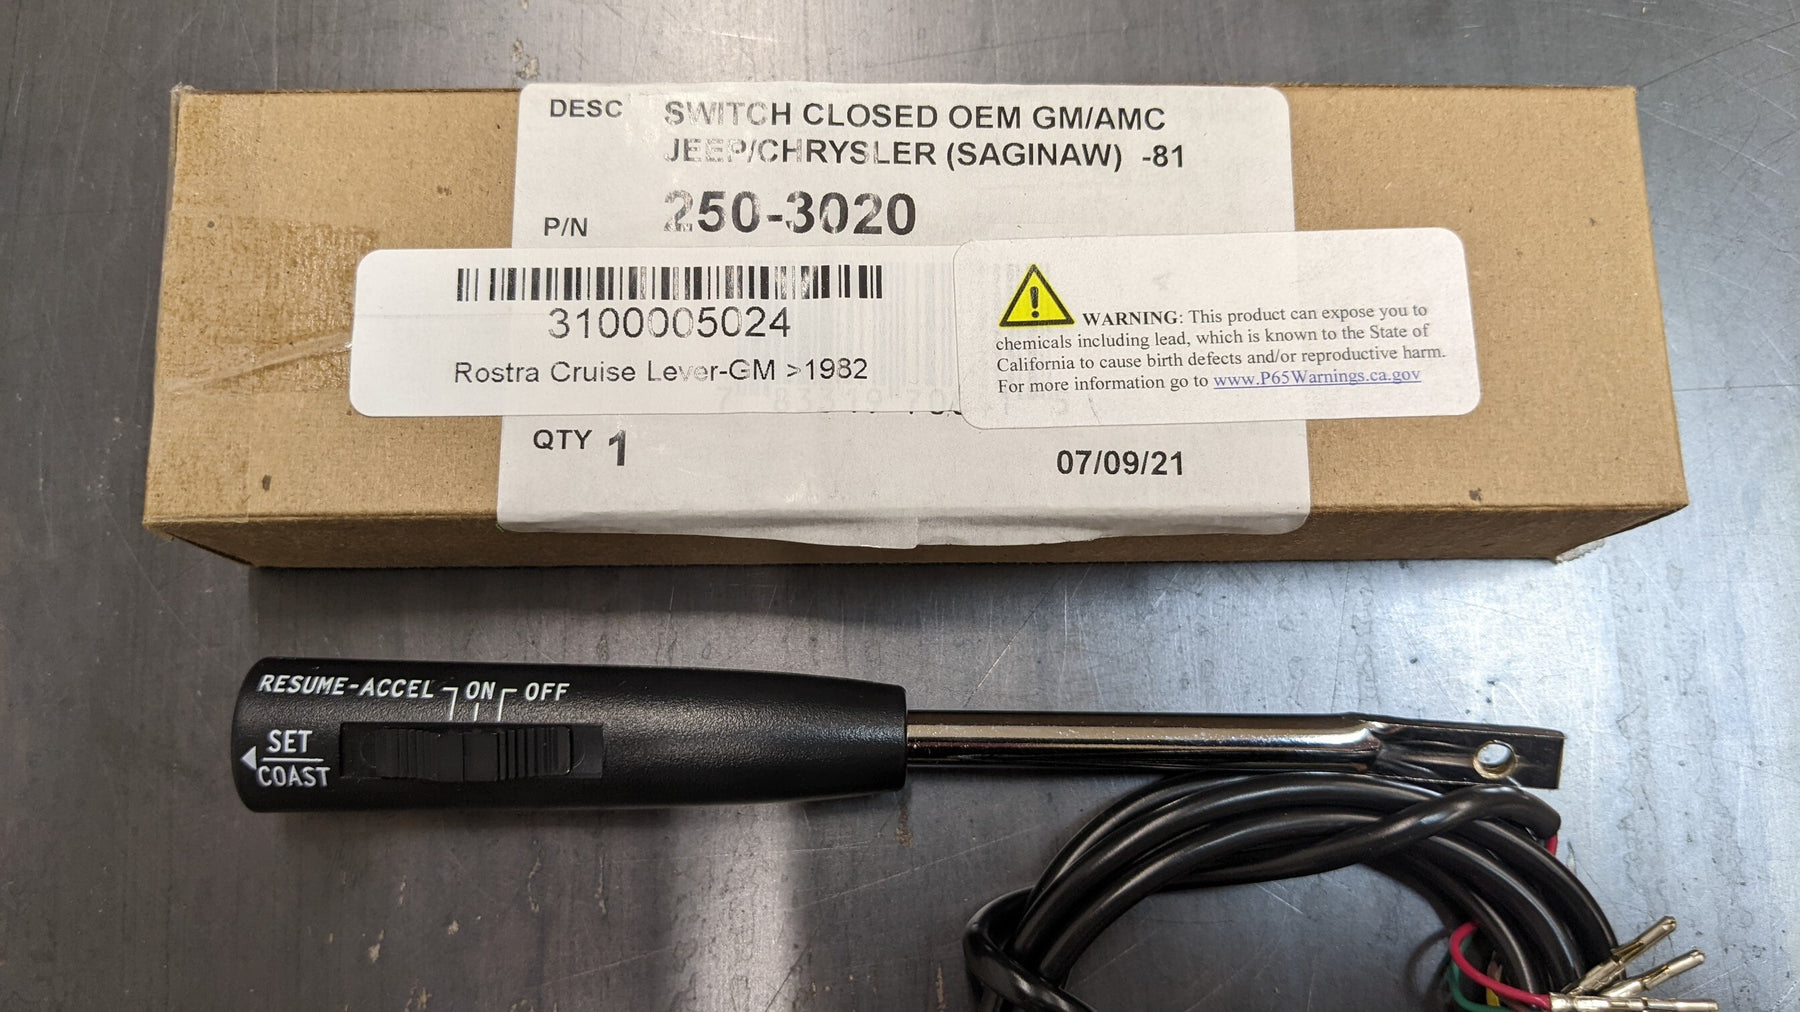 DESC SWITCH CLOSED OEM GM/AMC
JEEP/CHRYSLER (SAGINAW) -81
P/N 250-3020
3100005024
Rostra Cruise Lever-GM >1982
WARNING: This product can expose you to
chemicals including lead, which is known to the State of
California to cause birth defects and/or reproductive harm.
For more information go to www.P65Warnings.ca.gov
QTY 1
07/09/21
RESUME-ACCEL ON OFF
SET
COAST